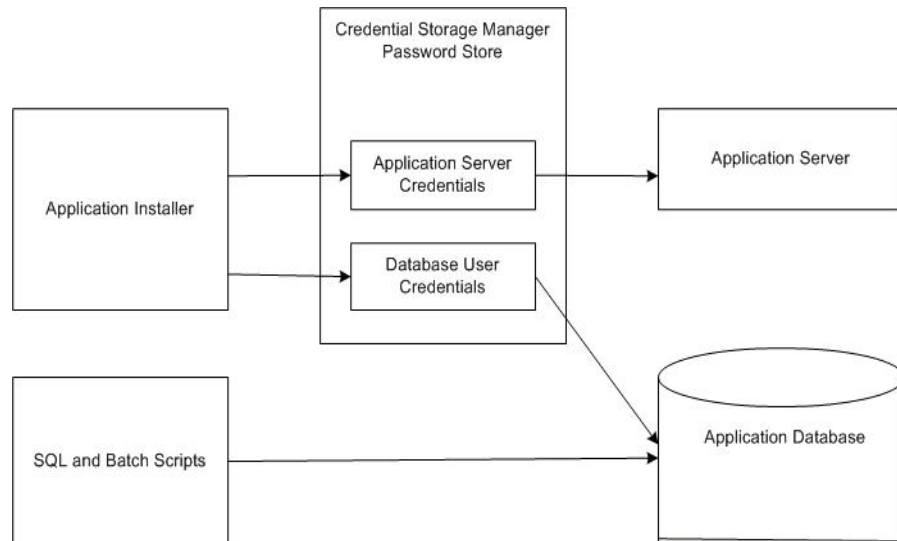 Credential Storage Manager
Password Store
Application Server
Credentials
Application Server
Application Installer
Database User
Credentials
SQL and Batch Scripts
Application Database